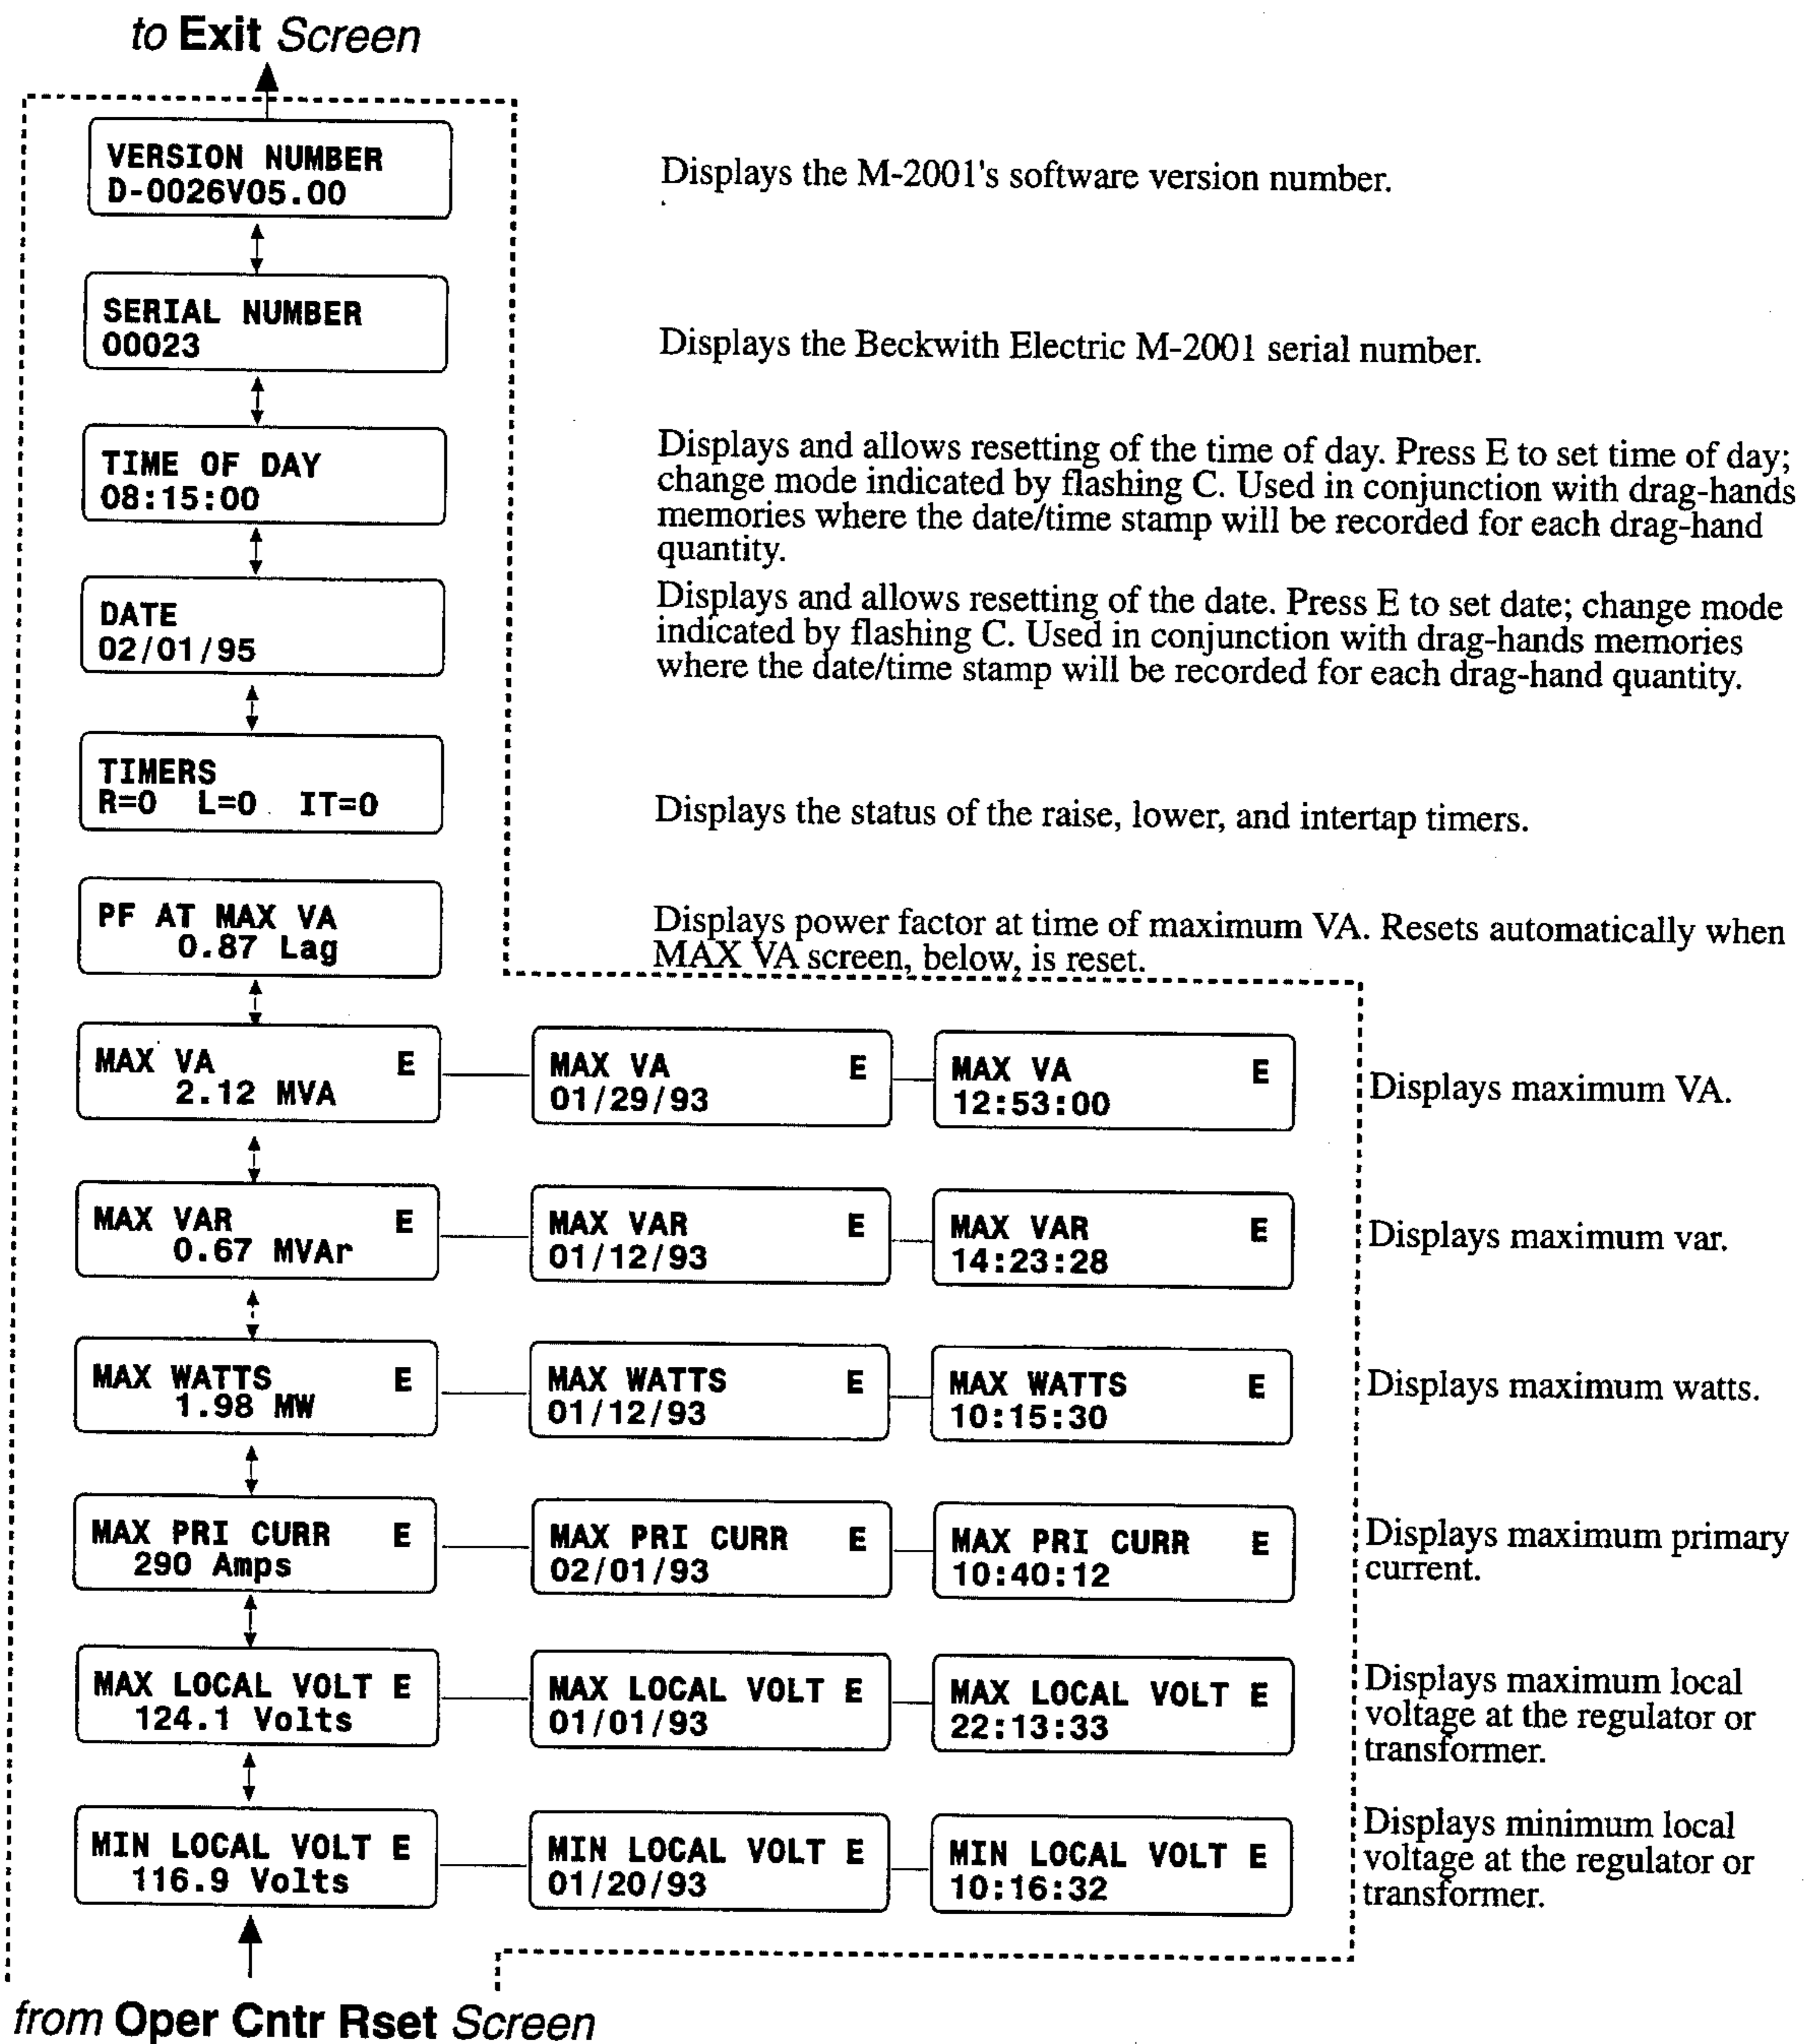 to Exit Screen
VERSION NUMBER
D-0026V05.00
Displays the M-2001's software version number.
SERIAL NUMBER
00023
Displays the Beckwith Electric M-2001 serial number.
TIME OF DAY
08:15:00
Displays and allows resetting of the time of day. Press E to set time of day;
change mode indicated by flashing C. Used in conjunction with drag-hands
memories where the date/time stamp will be recorded for each drag-hand
quantity.
DATE
02/01/95
Displays and allows resetting of the date. Press E to set date; change mode
indicated by flashing C. Used in conjunction with drag-hands memories
where the date/time stamp will be recorded for each drag-hand quantity.
TIMERS
R=0 L=0 IT=0
Displays the status of the raise, lower, and intertap timers.
PF AT MAX VA
0.87 Lag
Displays power factor at time of maximum VA. Resets automatically when
MAX VA screen, below, is reset.
MAX VA E
2.12 MVA
MAX VA E
01/29/93
MAX VA E
12:53:00
Displays maximum VA.
MAX VAR E
0.67 MVAr
MAX VAR E
01/12/93
MAX VAR E
14:23:28
Displays maximum var.
MAX WATTS E
1.98 MW
MAX WATTS E
01/12/93
MAX WATTS E
10:15:30
Displays maximum watts.
MAX PRI CURR E
290 Amps
MAX PRI CURR E
02/01/93
MAX PRI CURR E
10:40:12
Displays maximum primary
current.
MAX LOCAL VOLT E
124.1 Volts
MAX LOCAL VOLT E
01/01/93
MAX LOCAL VOLT E
22:13:33
Displays maximum local
voltage at the regulator or
transformer.
MIN LOCAL VOLT E
116.9 Volts
MIN LOCAL VOLT E
01/20/93
MIN LOCAL VOLT E
10:16:32
Displays minimum local
voltage at the regulator or
transformer.
from Oper Cntr Rset Screen